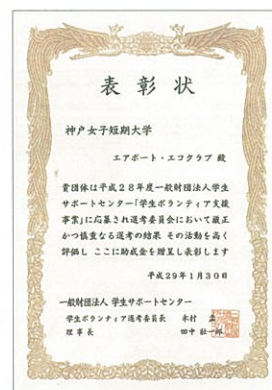 表彰状
神戸女子短期大学
エアポート・エコクラブ 殿
貴団体は平成28年度一般財団法人学生
サポートセンター「学生ボランティア支援
事業」に応募され選考委員会において厳正
かつ慎重なる選考の結果 その活動を高く
評価し ここに助成金を贈呈し表彰します
平成29年1月30日
一般財団法人 学生サポートセンター
学生ボランティア選考委員長 木村 孟
理事長 田中 壮一郎